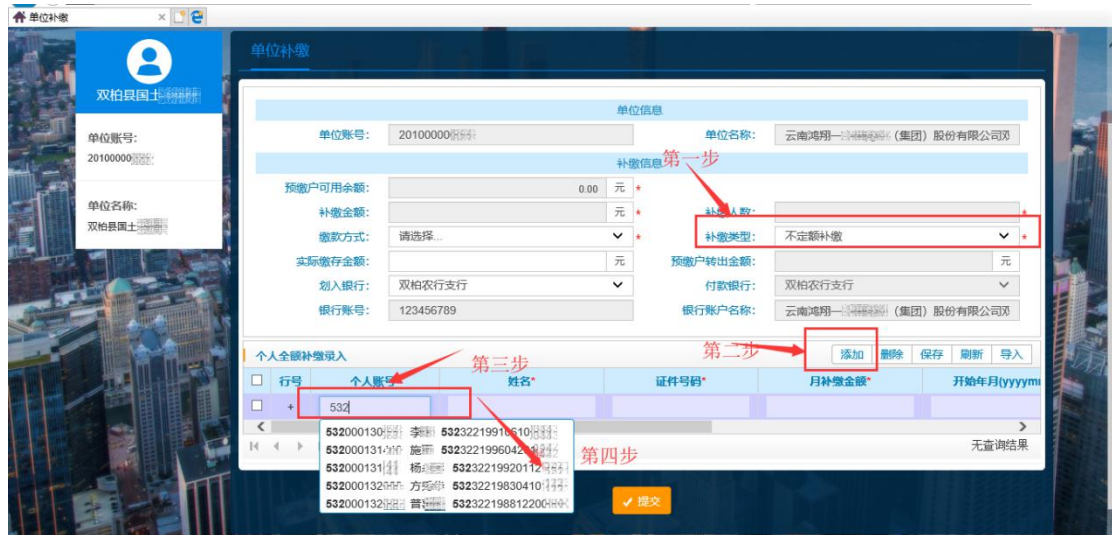 单位补缴
单位补缴
双柏县国土
单位账号:
20100000
单位名称:
双柏县国土
单位信息
单位账号: 20100000 单位名称: 云南鸿翔一 (集团) 股份有限公司双
补缴信息 第一步
预缴户可用余额: 0.00 元 *
补缴金额: 元 * 补缴人数: *
缴款方式: 请选择... * 补缴类型: 不定额补缴 *
实际缴存金额: 元 预缴户转出金额: 元
划入银行: 双柏农行支行 付款银行: 双柏农行支行
银行账号: 123456789 银行账户名称: 云南鸿翔一 (集团) 股份有限公司双
个人全额补缴录入 第三步 第二步 添加 删除 保存 刷新 导入
行号 个人账号 姓名* 证件号码* 月补缴金额* 开始年月(yyyymm
+ 532
无查询结果
532000130 李 532322199
532000131 施 532322199604 第四步
532000131 杨 53232219920112
532000132 方 53232219830410
532000132 普 532322198812200
提交